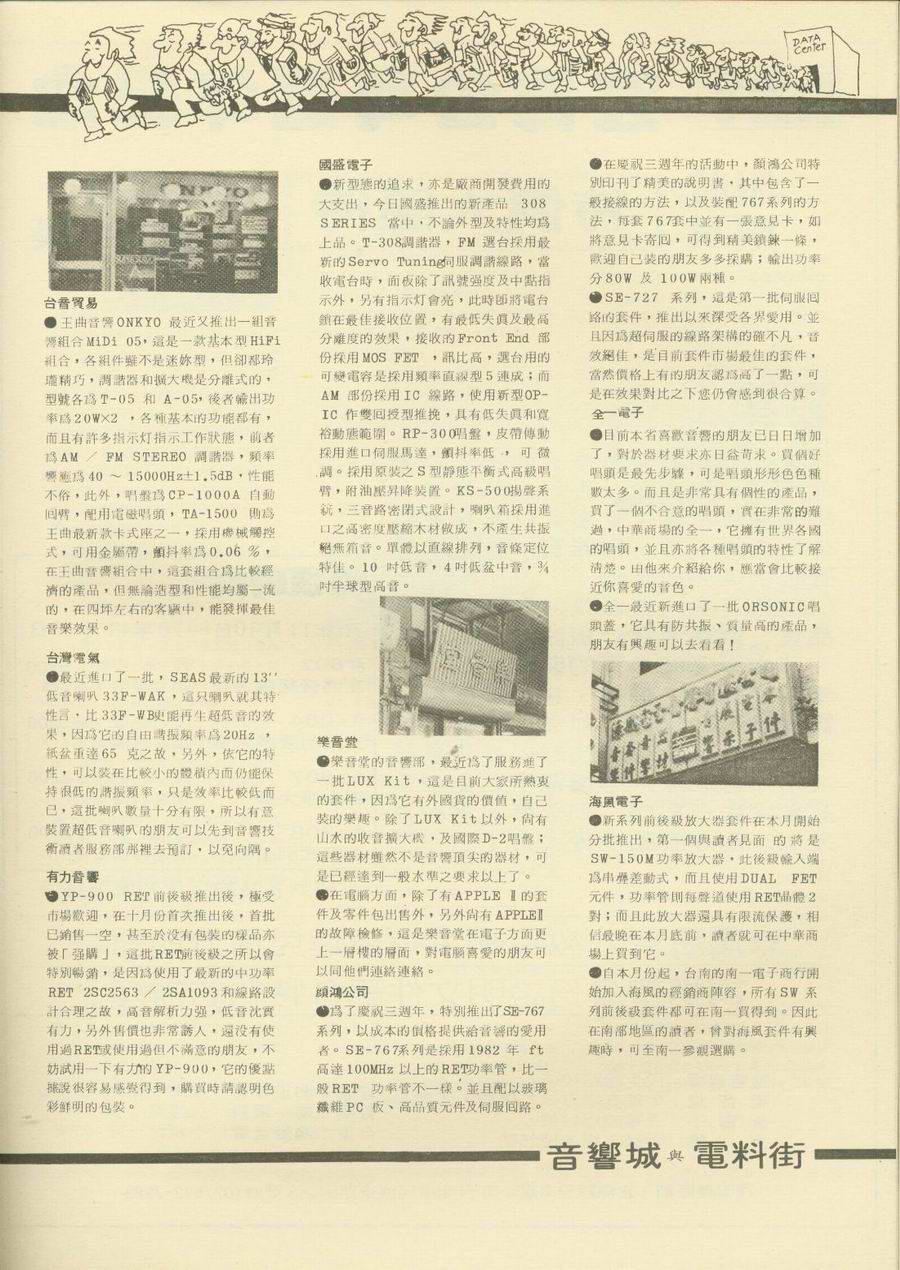 DATA
Center
ONKYO
台音貿易
●王曲音響ONKYO 最近又推出一組音
響組合MiDi 05，這是一款基本型HiFi
組合，各組件雖不是迷妳型，但卻都玲
瓏精巧，調諧器和擴大機是分離式的，
型號各爲T-05 和 A-05，後者輸出功
率爲20W×2 ，各種基本的功能都有，
而且有許多指示灯指示工作狀態，前者
爲AM ／ FM STEREO 調諧器，頻率
響應爲40 ～ 15000Hz±1.5dB，性能
不俗，此外，唱盤爲CP-1000A 自動
回臂，配用電磁唱頭，TA-1500 則爲
王曲最新款卡式座之一，採用機械觸控
式，可用金屬帶，顫抖率爲0.06 %，
在王曲音響組合中，這套組合爲比較經
濟的產品，但無論造型和性能均屬一流
的，在四坪左右的客廳中，能發揮最佳
音樂效果。
台灣電氣
●最近進口了一批，SEAS最新的13″
低音喇叭33F-WAK，這只喇叭就其特
性言，比33F-WB更能再生超低音的效
果，因爲它的自由諧振頻率爲20Hz ，
紙盆重達65 克之故，另外，依它的特
性，可以裝在比較小的體積內而仍能保
持很低的諧振頻率，只是效率比較低而
已，這批喇叭數量十分有限，所以有意
裝置超低音喇叭的朋友可以先到音響技
術讀者服務部那裡去預訂，以免向隅。
有力音響
●YP-900 RET前後級推出後，極受
市場歡迎，在十月份首次推出後，首批
已銷售一空，甚至於沒有包裝的樣品亦
被「强購」，這批RET前後級之所以會
特別暢銷，是因爲使用了最新的中功率
RET 2SC2563 ／ 2SA1093和線路設
計合理之故，高音解析力强，低音沈實
有力，另外售價也非常誘人，還沒有使
用過RET或使用過但不滿意的朋友，不
妨試用一下有力的YP-900，它的優點
據說很容易感覺得到，購買時請認明色
彩鮮明的包裝。
國盛電子
●新型態的追求，亦是廠商開發費用的
大支出，今日國盛推出的新產品 308
SERIES 當中，不論外型及特性均爲
上品。T-308調諧器，FM 選台採用最
新的Servo Tuning伺服調諧線路，當
收電台時，面板除了訊號强度及中點指
示外，另有指示灯會亮，此時即將電台
鎖在最佳接收位置，有最低失眞及最高
分離度的效果，接收的Front End 部
份採用MOS FET ，訊比高，選台用的
可變電容是採用頻率直線型5連成；而
AM 部份採用IC 線路，使用新型OP-
IC 作雙回授型推挽，具有低失眞和寬
裕動態範圍。RP-300唱盤，皮帶傳動
採用進口伺服馬達，顫抖率低 ，可微
調。採用原裝之S型靜態平衡式高級唱
臂，附油壓昇降裝置。KS-500揚聲系
統，三音路密閉式設計，喇叭箱採用進
口之高密度壓縮木材做成，不產生共振
絕無箱音。單體以直線排列，音像定位
特佳。10 吋低音，4吋低盆中音，¾
吋半球型高音。
樂音堂
●樂音堂的音響部，最近爲了服務進了
一批LUX Kit，這是目前大家所熱衷
的套件，因爲它有外國貨的價值，自己
裝的樂趣。除了LUX Kit以外，尙有
山水的收音擴大機，及國際D-2唱盤；
這些器材雖然不是音響頂尖的器材，可
是已經達到一般水準之要求以上了。
●在電腦方面，除了有APPLE Ⅱ的套
件及零件包出售外，另外尙有APPLEⅡ
的故障檢修，這是樂音堂在電子方面更
上一層樓的層面，對電腦喜愛的朋友可
以同他們連絡連絡。
顏鴻公司
●爲了慶祝三週年，特別推出了SE-767
系列，以成本的價格提供給音響的愛用
者。SE-767系列是採用1982 年 ft
高達100MHz以上的RET功率管，比一
般RET 功率管不一樣。並且配以玻璃
纖維PC 板、高品質元件及伺服回路。
●在慶祝三週年的活動中，顏鴻公司特
別印刊了精美的說明書，其中包含了一
般接線的方法，以及裝配767系列的方
法，每套767套中並有一張意見卡，如
將意見卡寄回，可得到精美鎖鍊一條，
歡迎自己裝的朋友多多採購；輸出功率
分80W 及 100W兩種。
●SE-727 系列，這是第一批伺服回
路的套件，推出以來深受各界愛用。並
且因爲超伺服的線路架構的確不凡，音
效絕佳，是目前套件市場最佳的套件，
當然價格上有的朋友認爲高了一點，可
是在效果對比之下您仍會感到很合算。
全一電子
●目前本省喜歡音響的朋友已日日增加
了，對於器材要求亦日益苛求。買個好
唱頭是最先步驟，可是唱頭形形色色種
數太多。而且是非常具有個性的產品，
買了一個不合意的唱頭，實在非常的難
過，中華商場的全一，它擁有世界各國
的唱頭，並且亦將各種唱頭的特性了解
清楚。由他來介紹給你，應當會比較接
近你喜愛的音色。
●全一最近新進口了一批ORSONIC唱
頭蓋，它具有防共振、質量高的產品，
朋友有興趣可以去看看！
海風電子
●新系列前後級放大器套件在本月開始
分批推出，第一個與讀者見面 的將 是
SW-150M功率放大器，此後級輸入端
爲串疊差動式，而且使用DUAL FET
元件，功率管則每聲道使用RET晶體2
對；而且此放大器還具有限流保護，相
信最晚在本月底前，讀者就可在中華商
場上買到它。
●自本月份起，台南的南一電子商行開
始加入海風的經銷商陣容，所有SW 系
列前後級套件都可在南一買得到。因此
在南部地區的讀者，曾對海風套件有興
趣時，可至南一參觀選購。
音響城與電料街